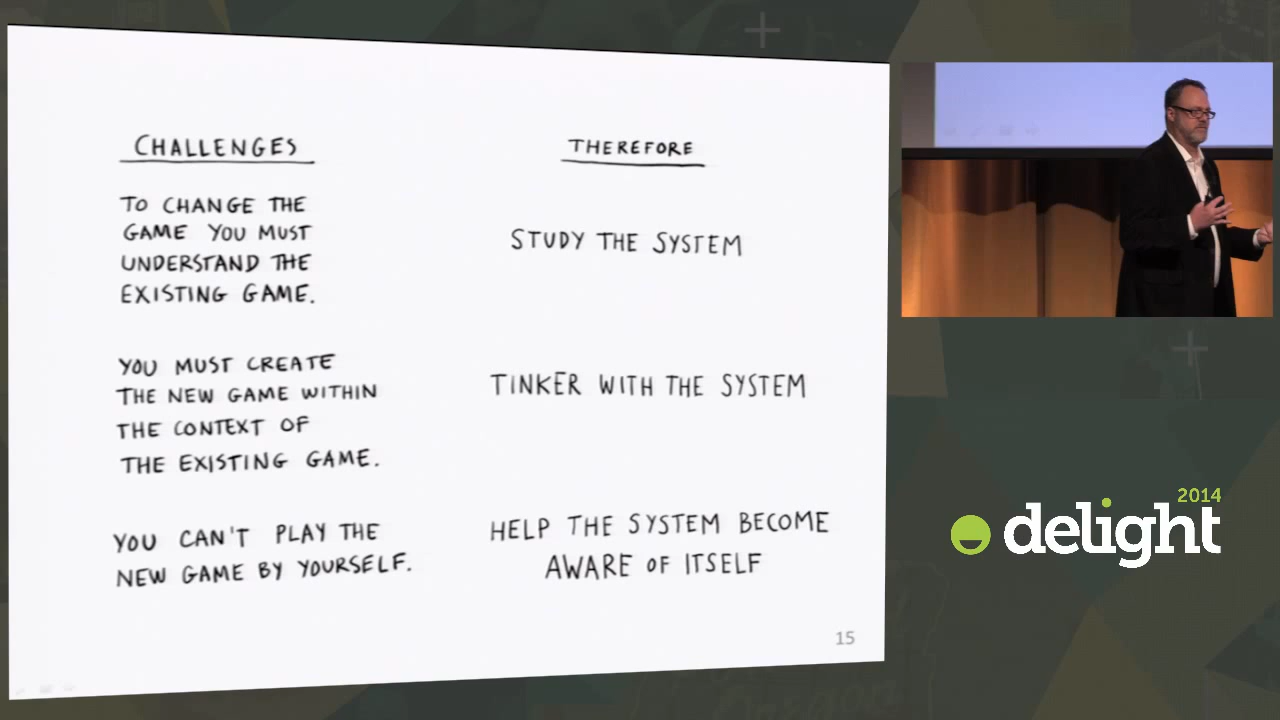 CHALLENGES
THEREFORE
TO CHANGE THE
GAME YOU MUST
UNDERSTAND THE
EXISTING GAME.
STUDY THE SYSTEM
YOU MUST CREATE
THE NEW GAME WITHIN
THE CONTEXT OF
THE EXISTING GAME.
TINKER WITH THE SYSTEM
YOU CAN'T PLAY THE
NEW GAME BY YOURSELF.
HELP THE SYSTEM BECOME
AWARE OF ITSELF
15
2014
delight